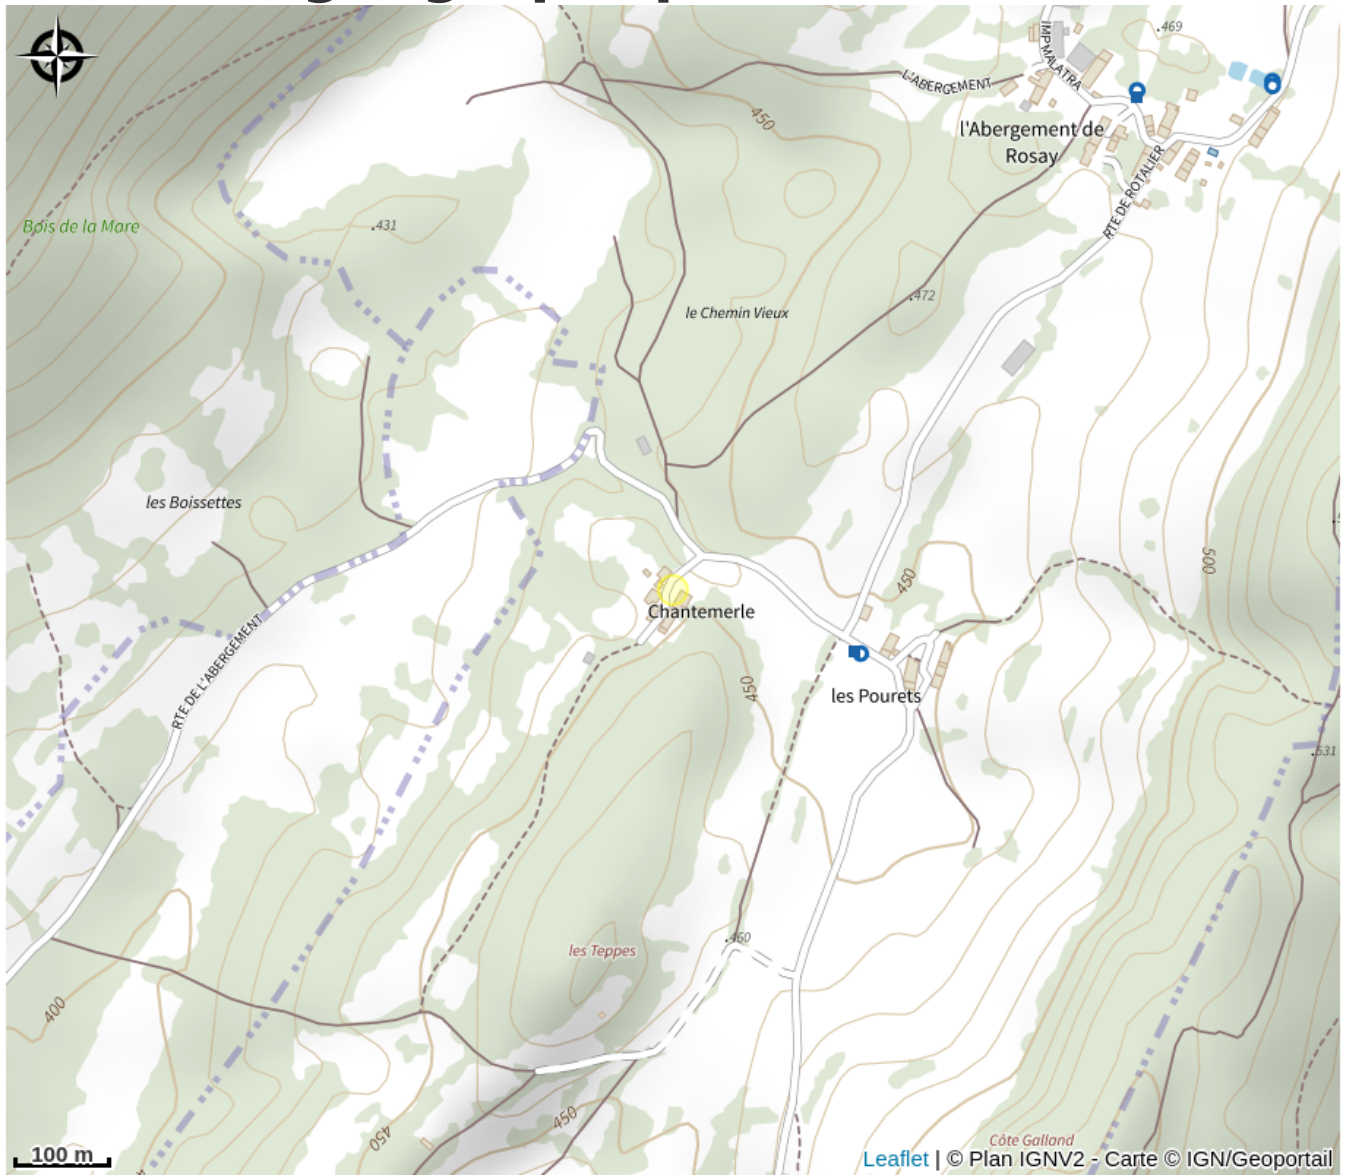 IMP MALATRA
.469
L'ABERGEMENT
450
l'Abergement de
Rosay
RTE DE ROTALIER
Bois de la Mare
.431
.472
le Chemin Vieux
les Boissettes
500
450
Chantemerle
RTE DE L'ABERGEMENT
450
les Pourets
.531
.460
les Teppes
400
450
450
Côte Galland
100 m
Leaflet | © Plan IGNV2 - Carte © IGN/Geoportail